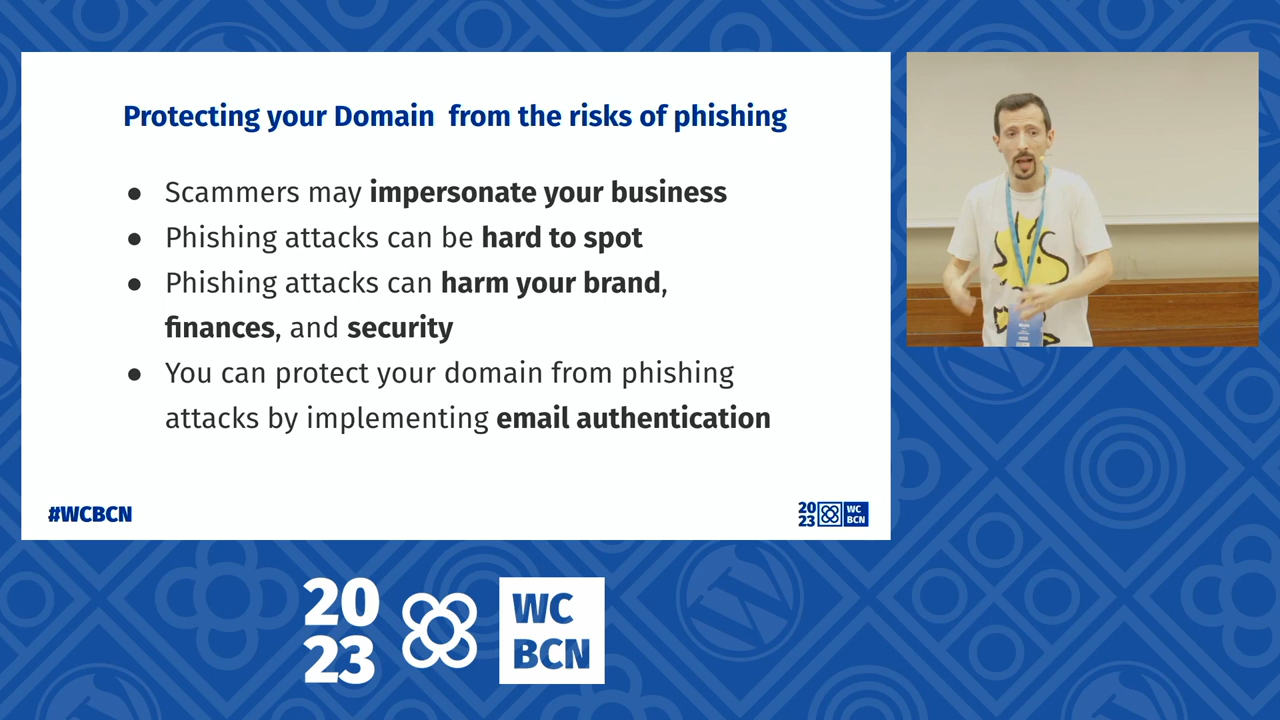 Protecting your Domain  from the risks of phishing
● Scammers may impersonate your business
● Phishing attacks can be hard to spot
● Phishing attacks can harm your brand,
finances, and security
● You can protect your domain from phishing
attacks by implementing email authentication
#WCBCN
20
23
WC
BCN
20
23
WC
BCN